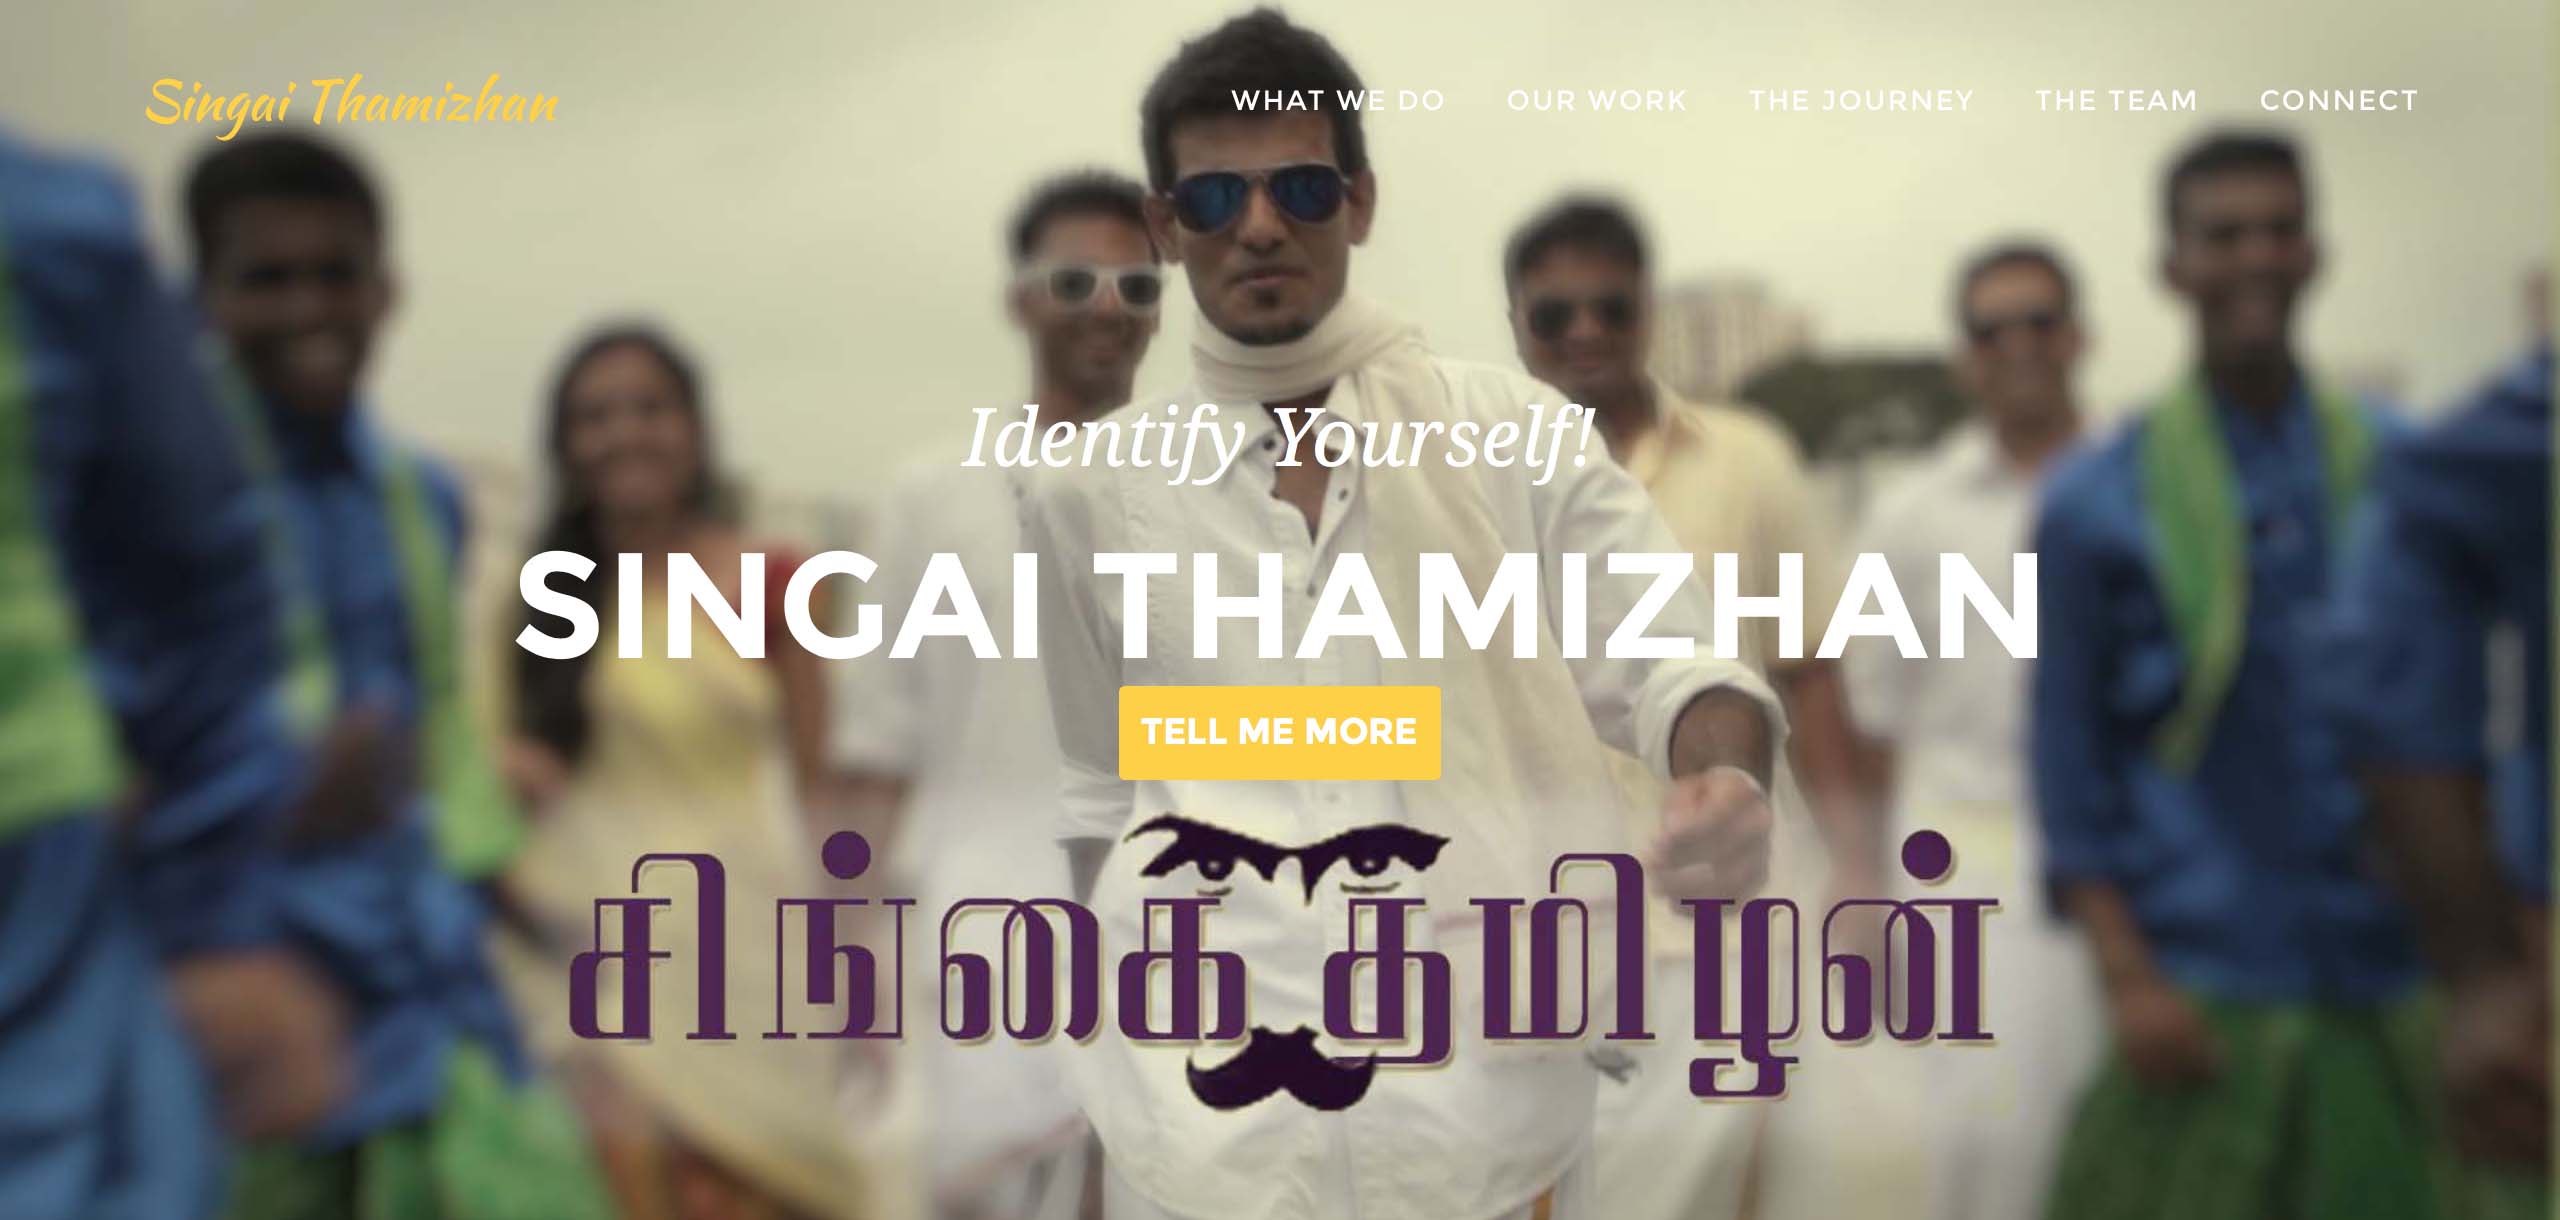 Singai Thamizhan
WHAT WE DO OUR WORK THE JOURNEY THE TEAM CONNECT
Identify Yourself!
SINGAI THAMIZHAN
TELL ME MORE
சிங்கை தமிழன்